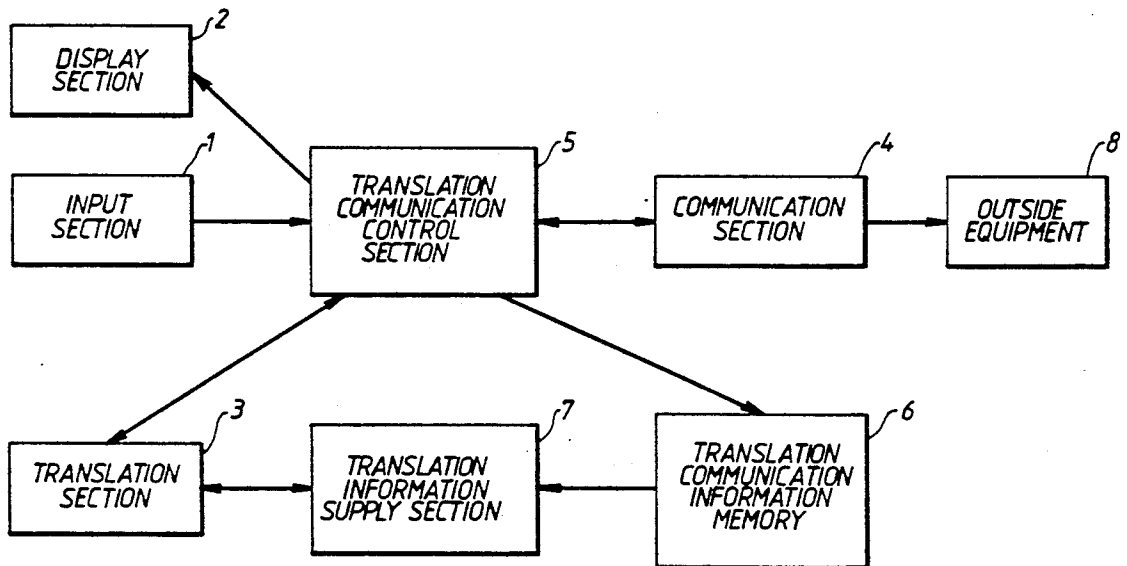 2
DISPLAY
SECTION
1
INPUT
SECTION
5
TRANSLATION
COMMUNICATION
CONTROL
SECTION
4
COMMUNICATION
SECTION
8
OUTSIDE
EQUIPMENT
3
TRANSLATION
SECTION
7
TRANSLATION
INFORMATION
SUPPLY SECTION
6
TRANSLATION
COMMUNICATION
INFORMATION
MEMORY